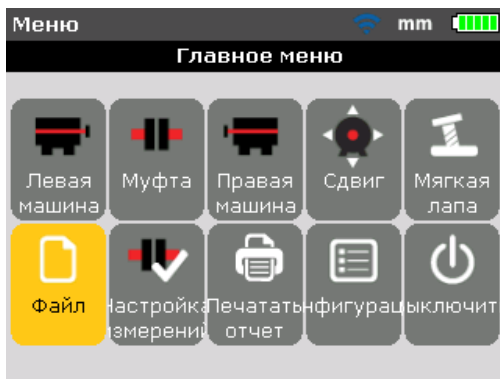 Меню mm
Главное меню
Левая машина
Муфта
Правая машина
Сдвиг
Мягкая лапа
Файл
Настройка измерений
Печатать отчет
нфигурац
ыключит